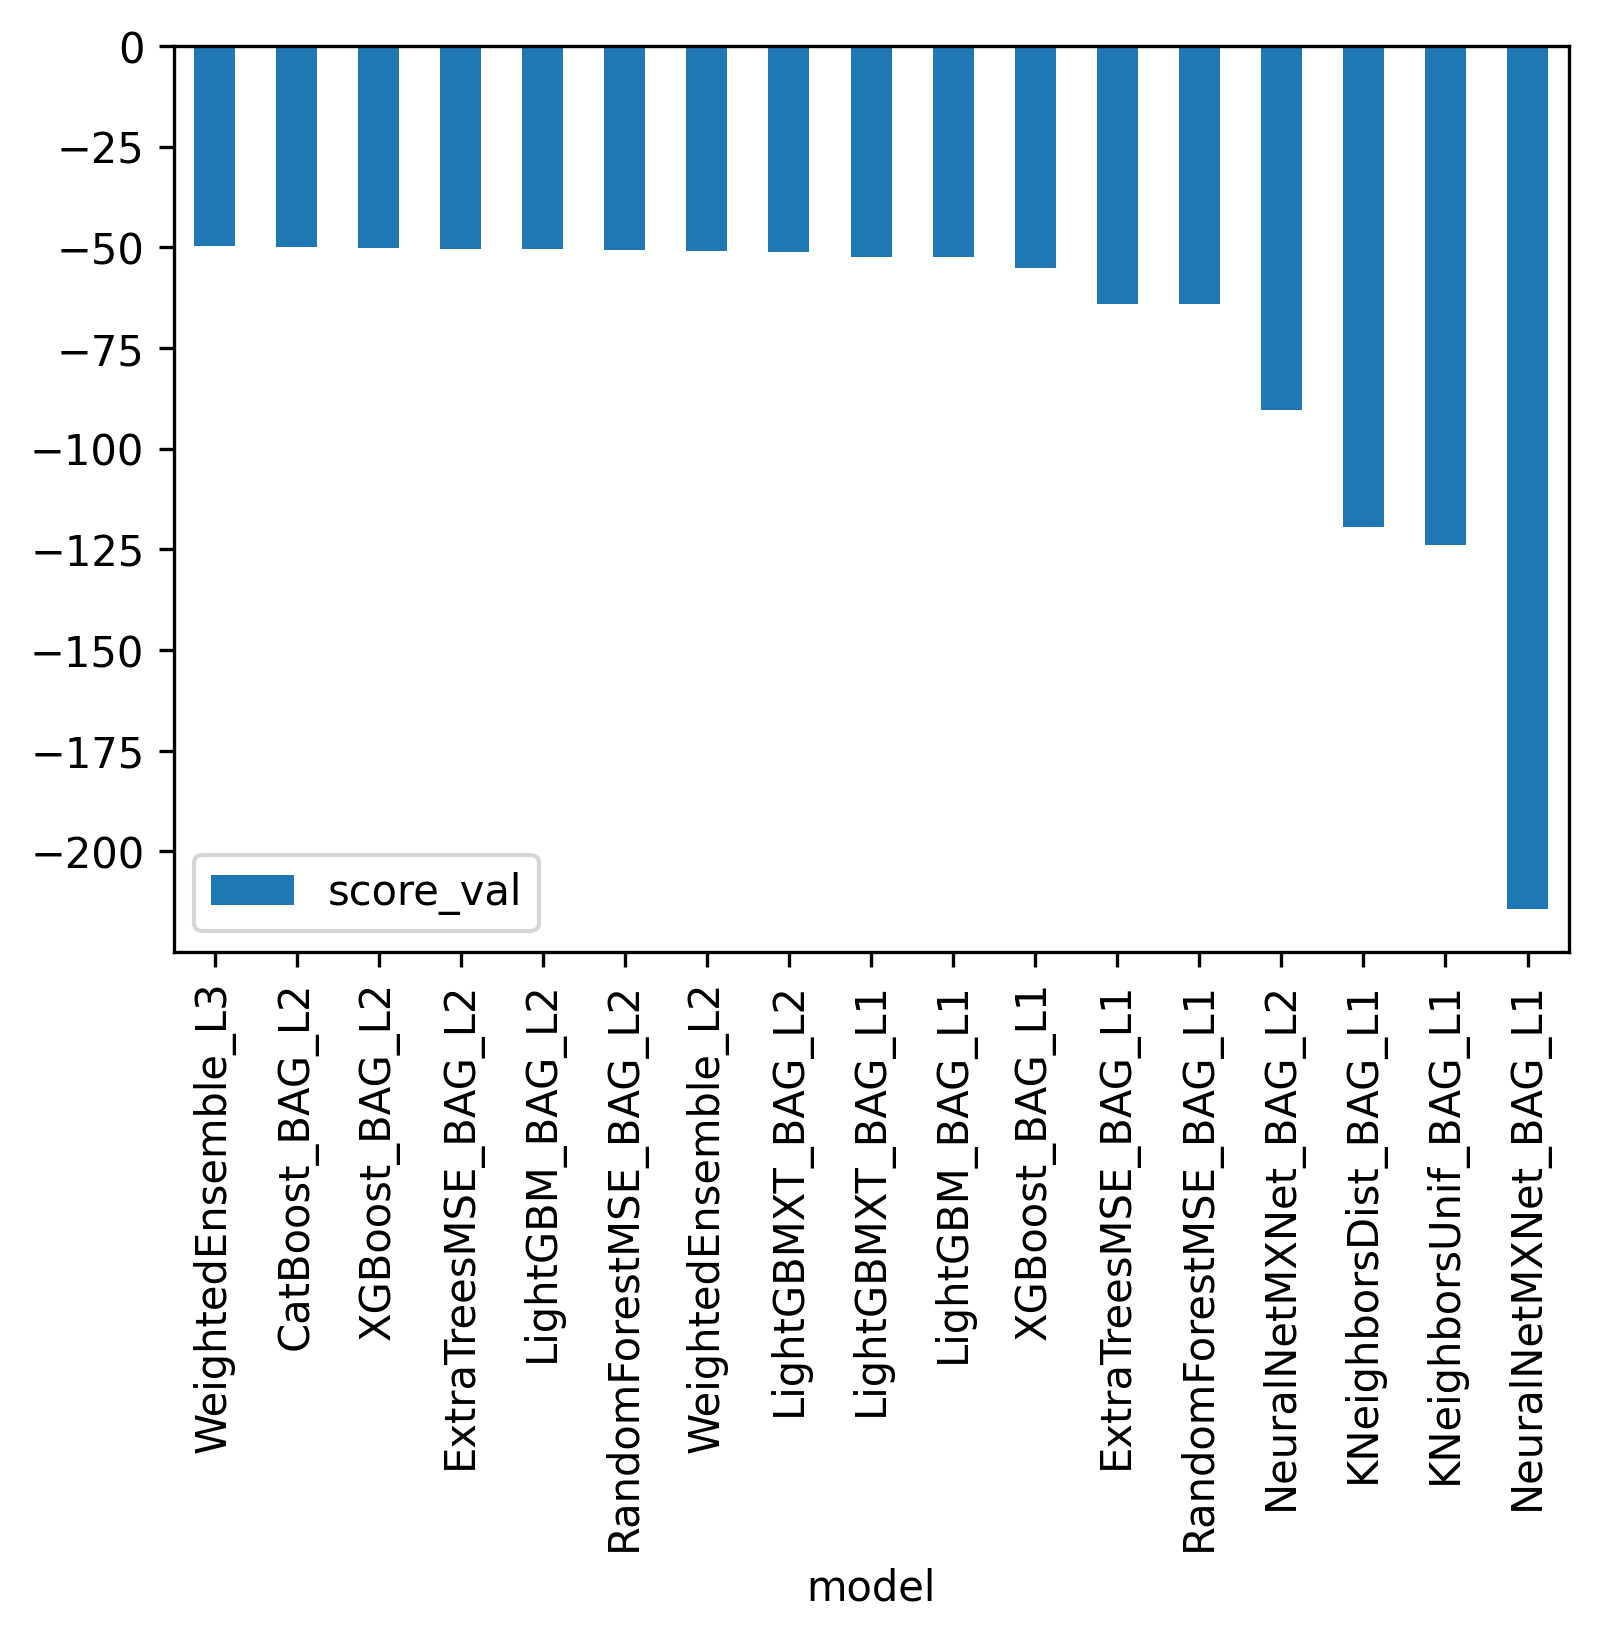 0
−25
−50
−75
−100
−125
−150
−175
−200
score_val
WeightedEnsemble_L3
CatBoost_BAG_L2
XGBoost_BAG_L2
ExtraTreesMSE_BAG_L2
LightGBM_BAG_L2
RandomForestMSE_BAG_L2
WeightedEnsemble_L2
LightGBMXT_BAG_L2
LightGBMXT_BAG_L1
LightGBM_BAG_L1
XGBoost_BAG_L1
ExtraTreesMSE_BAG_L1
RandomForestMSE_BAG_L1
NeuralNetMXNet_BAG_L2
KNeighborsDist_BAG_L1
KNeighborsUnif_BAG_L1
NeuralNetMXNet_BAG_L1
model